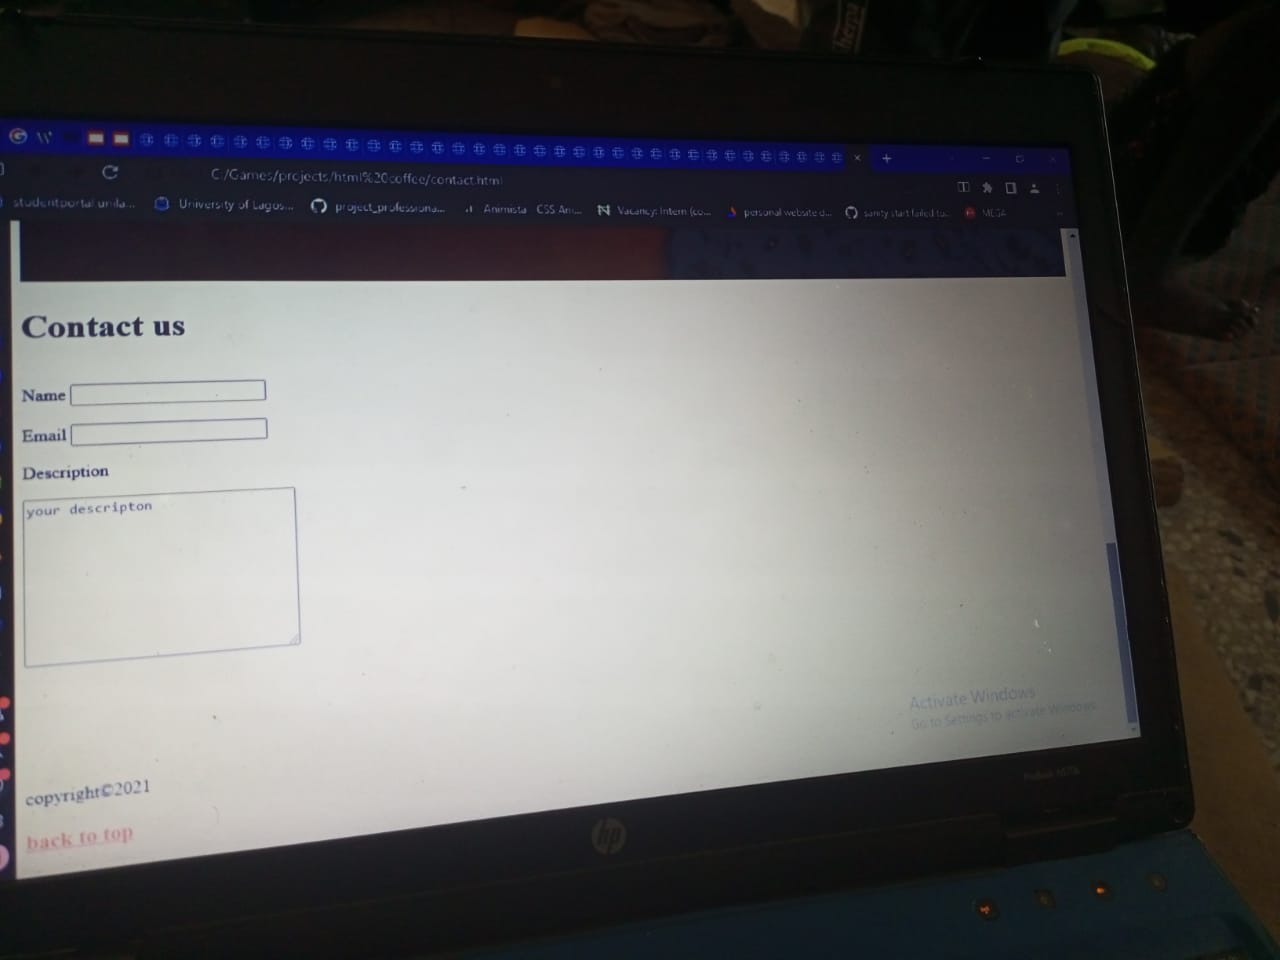 C:/Games/projects/html%20coffee/contact.html
studentportal unila...
University of Lagos...
project_professiona...
Animista CSS Ani...
Vacancy: Intern (co...
personal website d...
sanity start failed to...
MEGA
Contact us
Name
Email
Description
your descripton
Activate Windows
Go to Settings to activate Windows.
copyright©2021
back to top
hp